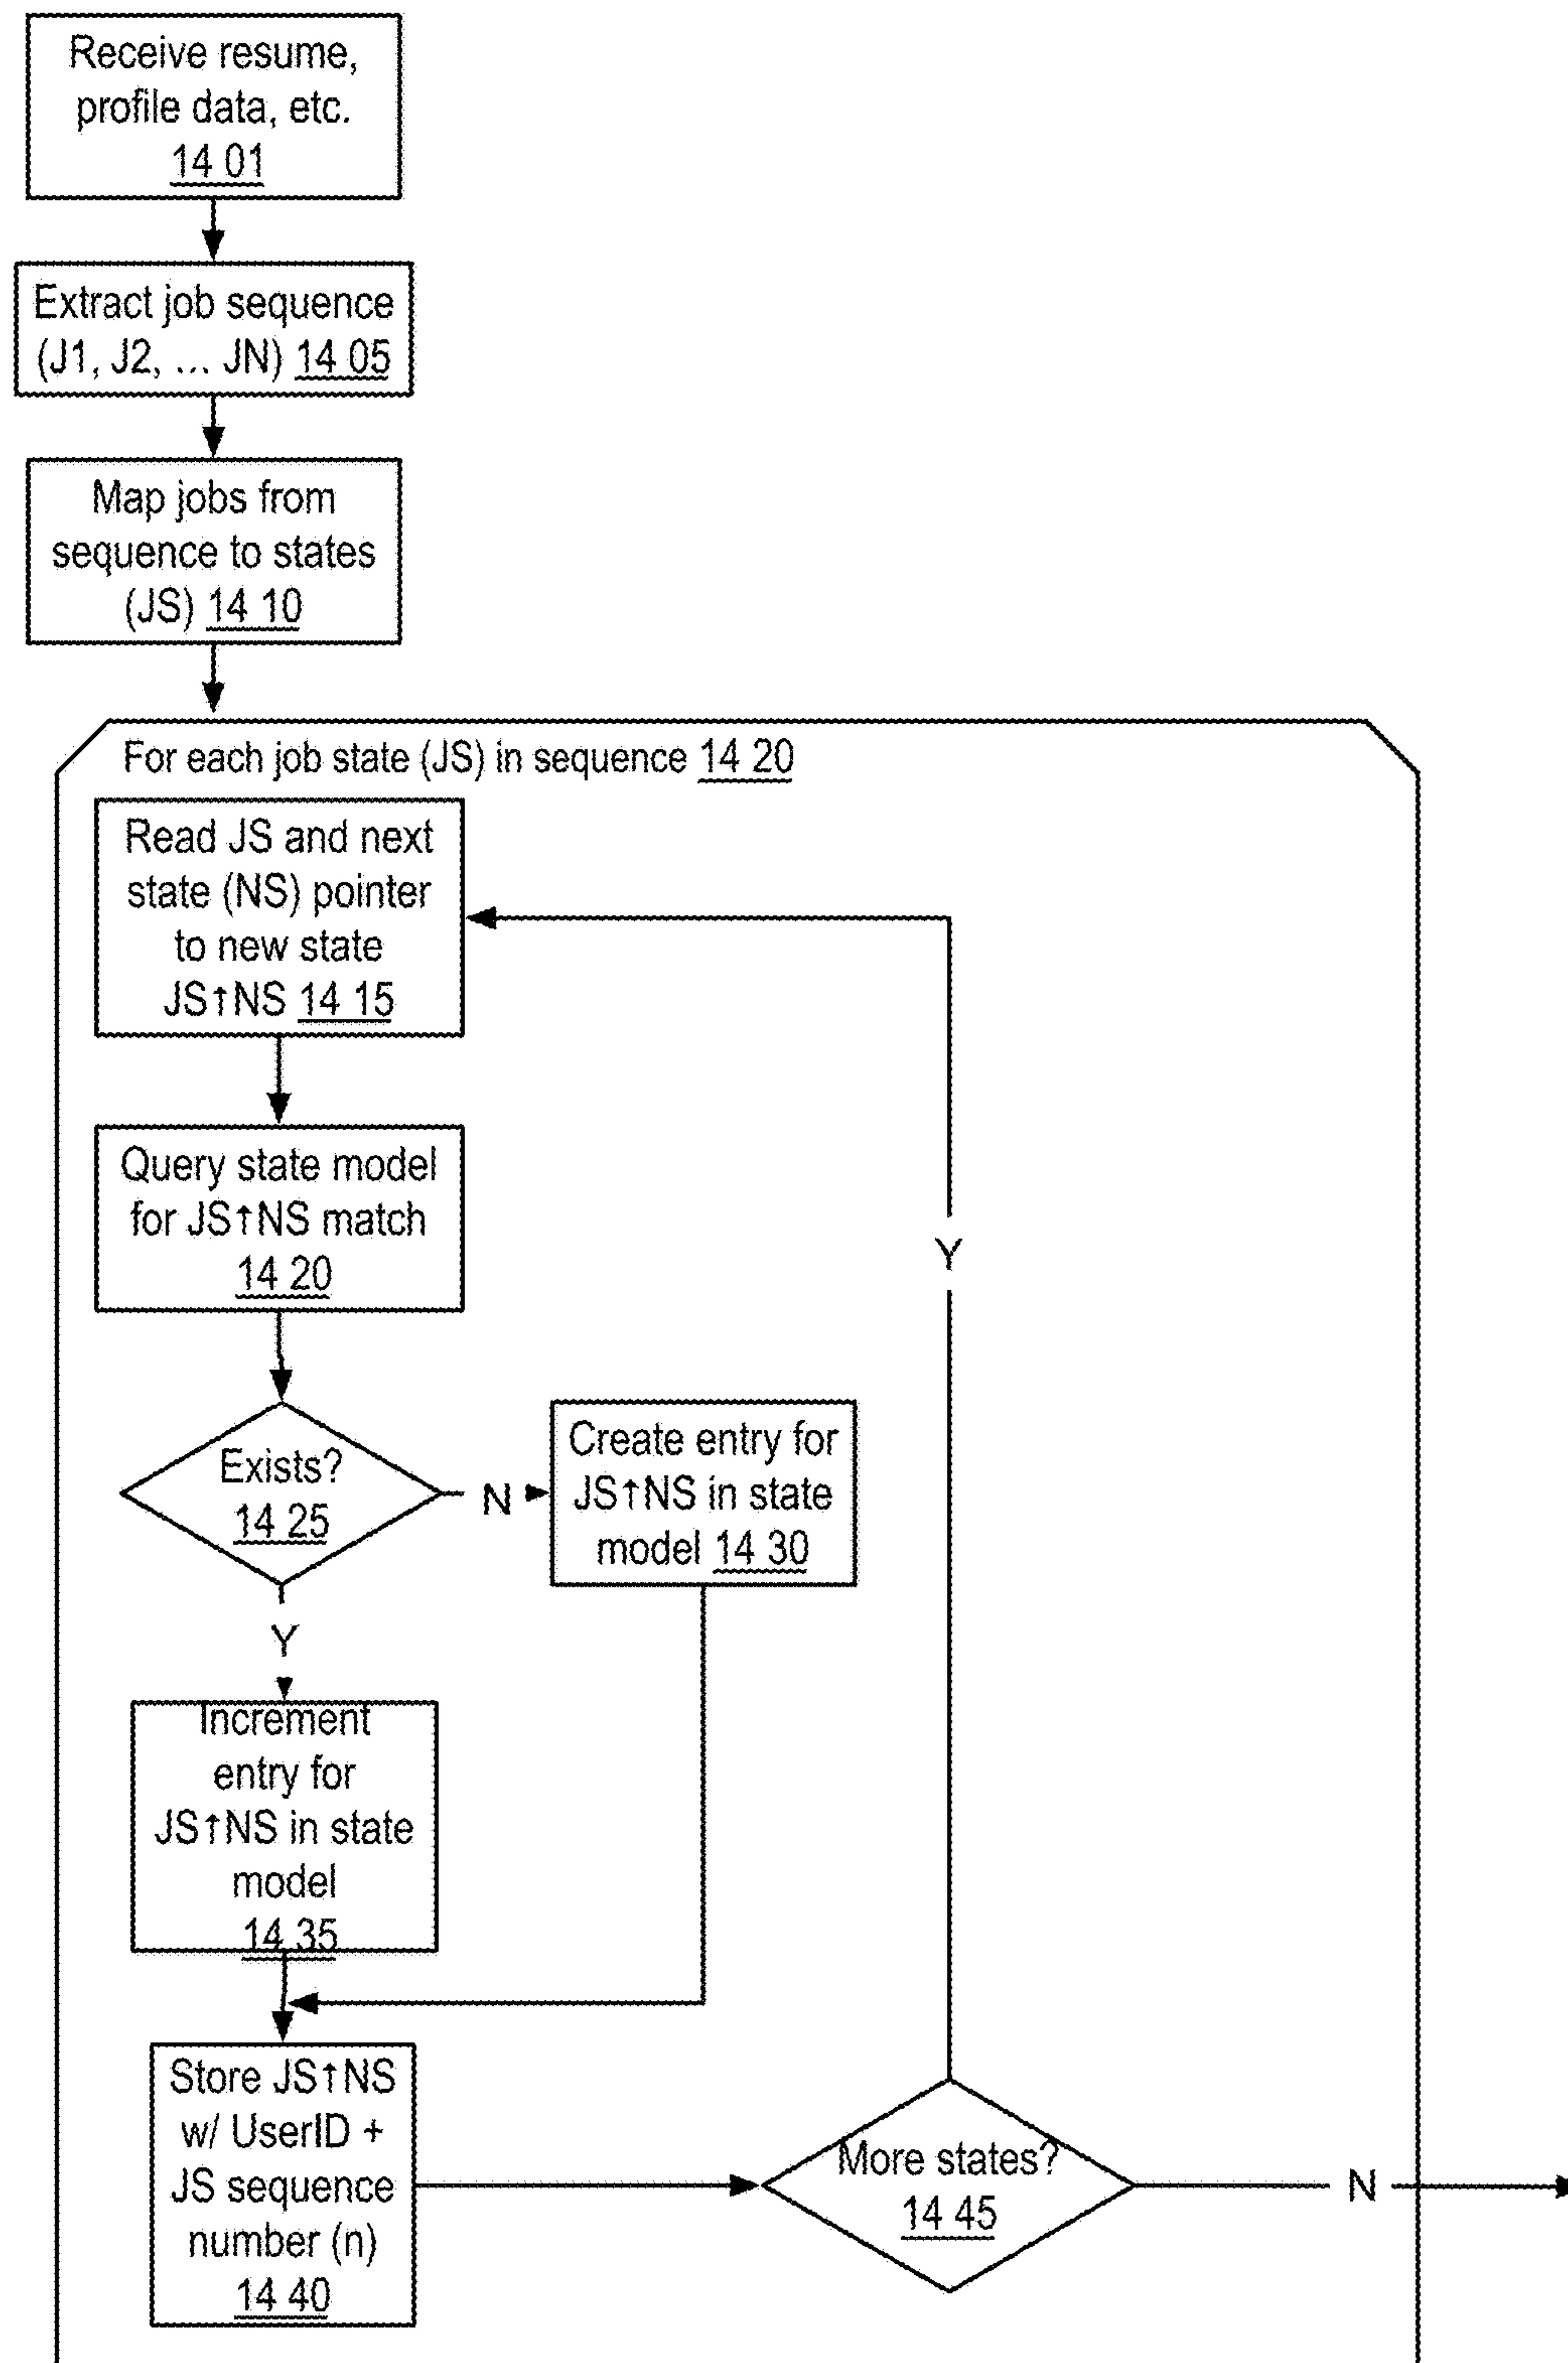 Receive resume,
profile data, etc.
14 01
Extract job sequence
(J1, J2, ... JN) 14 05
Map jobs from
sequence to states
(JS) 14 10
For each job state (JS) in sequence 14 20
Read JS and next
state (NS) pointer
to new state
JS↑NS 14 15
Query state model
for JS↑NS match
14 20
Y
Exists?
14 25
N
Create entry for
JS↑NS in state
model 14 30
Y
Increment
entry for
JS↑NS in state
model
14 35
Store JS↑NS
w/ UserID +
JS sequence
number (n)
14 40
More states?
14 45
N